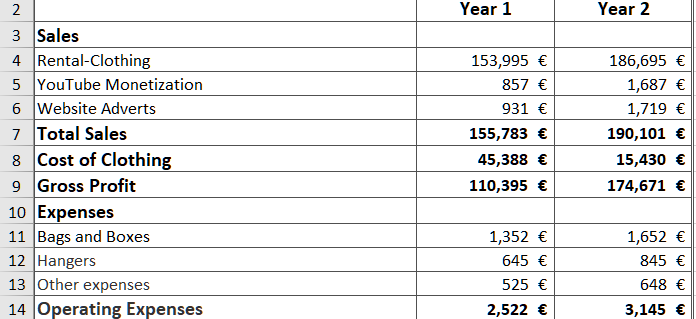 2 Year 1 Year 2
3 Sales
4 Rental-Clothing 153,995 € 186,695 €
5 YouTube Monetization 857 € 1,687 €
6 Website Adverts 931 € 1,719 €
7 Total Sales 155,783 € 190,101 €
8 Cost of Clothing 45,388 € 15,430 €
9 Gross Profit 110,395 € 174,671 €
10 Expenses
11 Bags and Boxes 1,352 € 1,652 €
12 Hangers 645 € 845 €
13 Other expenses 525 € 648 €
14 Operating Expenses 2,522 € 3,145 €